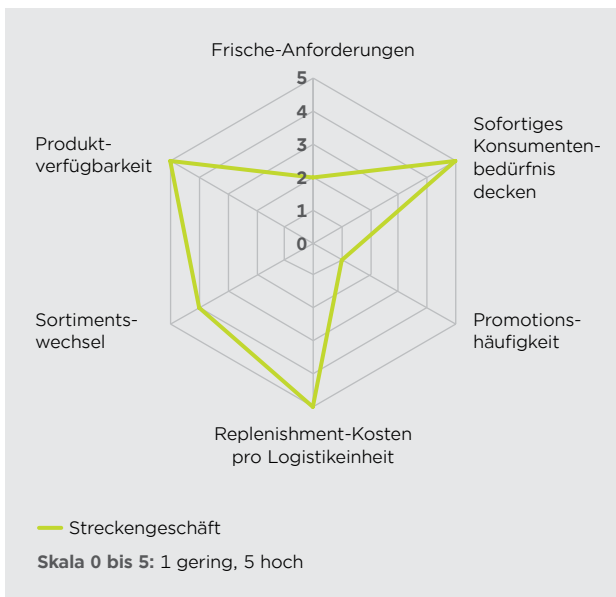 Frische-Anforderungen
5
4
3
2
1
0
Produkt-
verfügbarkeit
Sofortiges
Konsumenten-
bedürfnis
decken
Sortiments-
wechsel
Promotions-
häufigkeit
Replenishment-Kosten
pro Logistikeinheit
Streckengeschäft
Skala 0 bis 5: 1 gering, 5 hoch